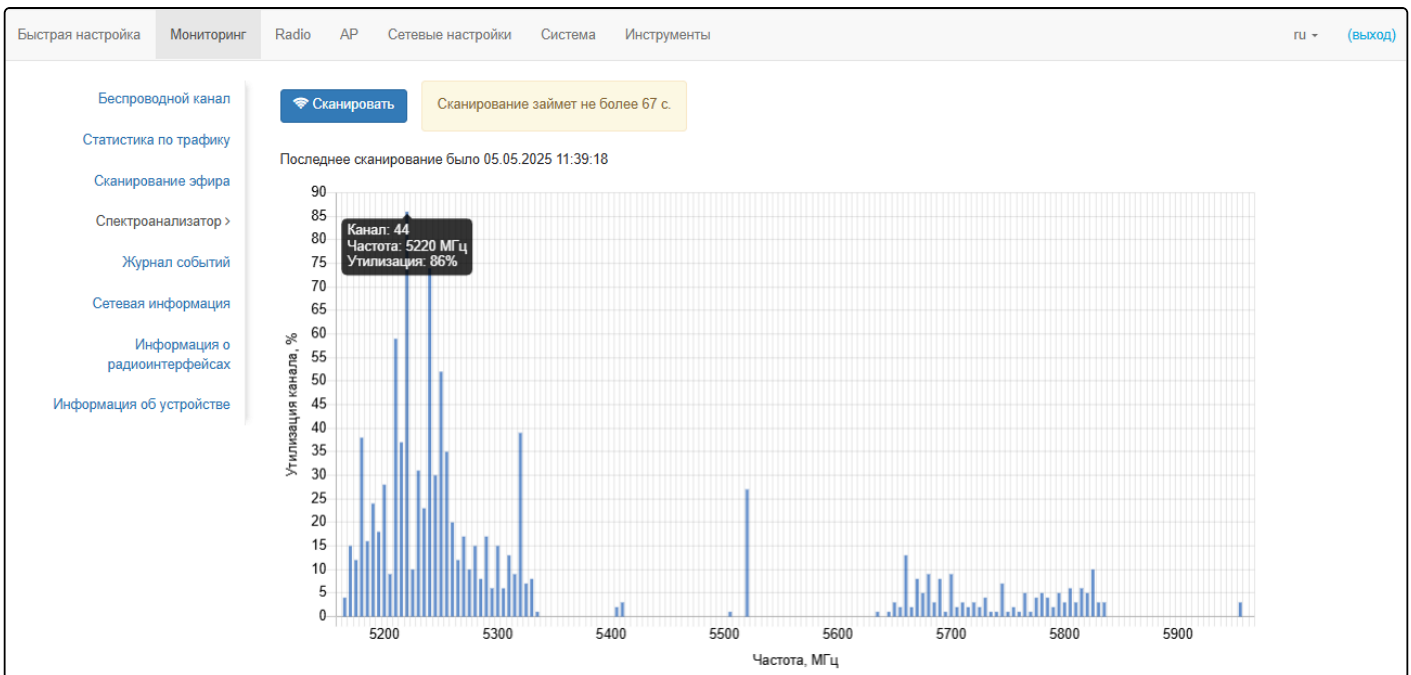 Быстрая настройка Мониторинг Radio AP Сетевые настройки Система Инструменты ru (выход)
Беспроводной канал
Статистика по трафику
Сканирование эфира
Спектроанализатор >
Журнал событий
Сетевая информация
Информация о
радиоинтерфейсах
Информация об устройстве
Сканировать
Сканирование займет не более 67 с.
Последнее сканирование было 05.05.2025 11:39:18
Утилизация канала, %
90
85
80
75
70
65
60
55
50
45
40
35
30
25
20
15
10
5
0
Канал: 44
Частота: 5220 МГц
Утилизация: 86%
5200 5300 5400 5500 5600 5700 5800 5900
Частота, МГц